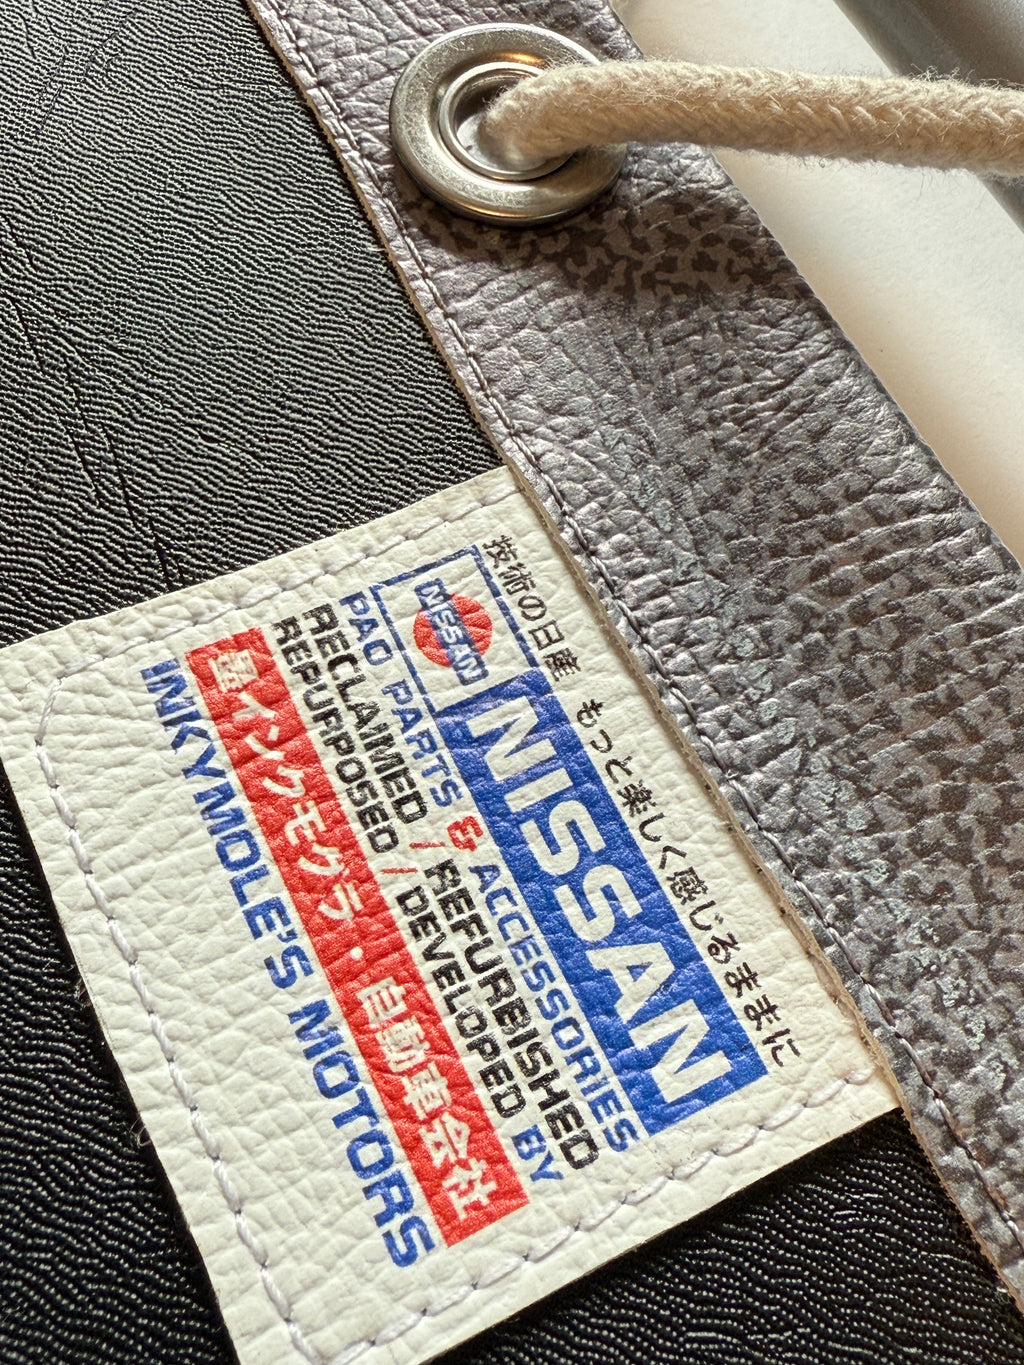 技術の日産 もっと楽しく感じるままに
NISSAN
NISSAN
PAO PARTS & ACCESSORIES
RECLAIMED / REFURBISHED
REPURPOSED / DEVELOPED BY
墨インクモグラ・自動車会社
INKYMOLE'S MOTORS